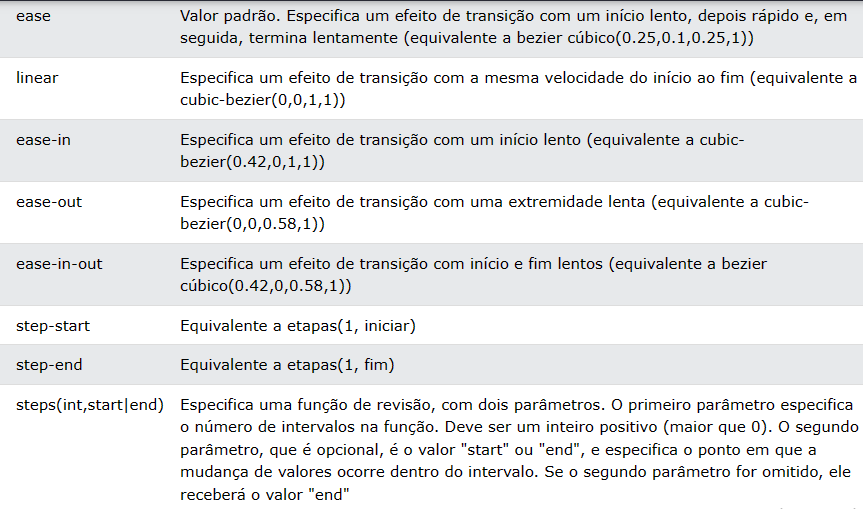 ease
Valor padrão. Especifica um efeito de transição com um início lento, depois rápido e, em
seguida, termina lentamente (equivalente a bezier cúbico(0.25,0.1,0.25,1))
linear
Especifica um efeito de transição com a mesma velocidade do início ao fim (equivalente a
cubic-bezier(0,0,1,1))
ease-in
Especifica um efeito de transição com um início lento (equivalente a cubic-
bezier(0.42,0,1,1))
ease-out
Especifica um efeito de transição com uma extremidade lenta (equivalente a cubic-
bezier(0,0,0.58,1))
ease-in-out
Especifica um efeito de transição com início e fim lentos (equivalente a bezier
cúbico(0.42,0,0.58,1))
step-start
Equivalente a etapas(1, iniciar)
step-end
Equivalente a etapas(1, fim)
steps(int,start|end)
Especifica uma função de revisão, com dois parâmetros. O primeiro parâmetro especifica
o número de intervalos na função. Deve ser um inteiro positivo (maior que 0). O segundo
parâmetro, que é opcional, é o valor "start" ou "end", e especifica o ponto em que a
mudança de valores ocorre dentro do intervalo. Se o segundo parâmetro for omitido, ele
receberá o valor "end"